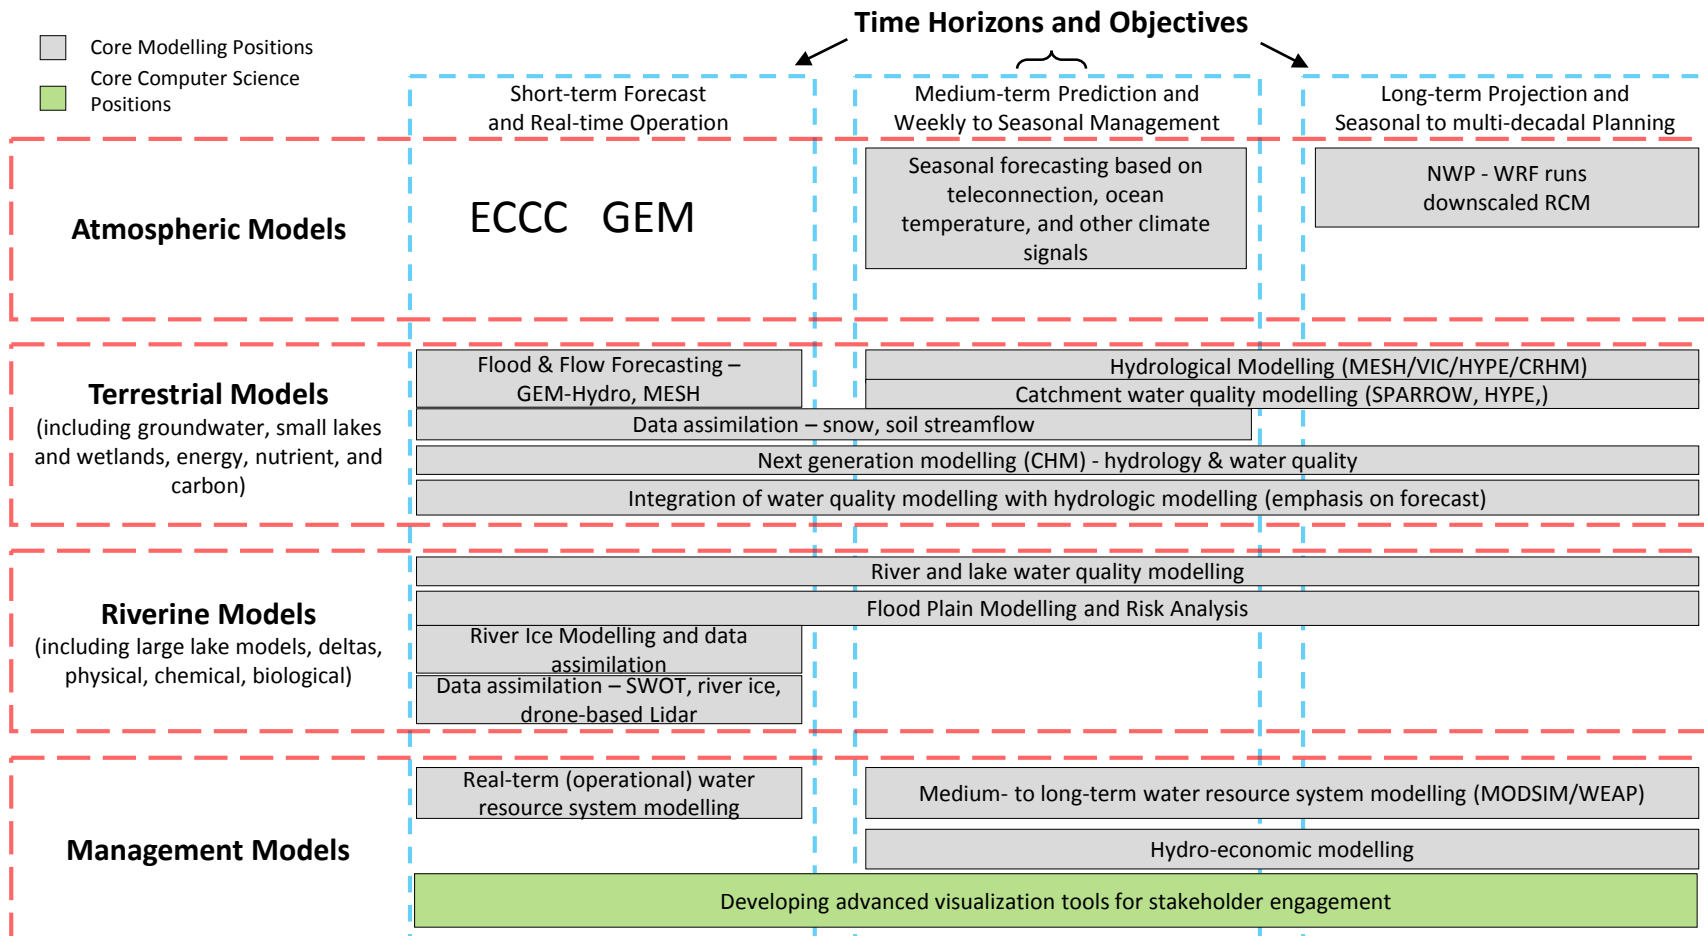 Time Horizons and Objectives
Core Modelling Positions
Core Computer Science
Positions
Short-term Forecast
and Real-time Operation
Medium-term Prediction and
Weekly to Seasonal Management
Long-term Projection and
Seasonal to multi-decadal Planning
Atmospheric Models
ECCC GEM
Seasonal forecasting based on
teleconnection, ocean
temperature, and other climate
signals
NWP - WRF runs
downscaled RCM
Terrestrial Models
(including groundwater, small lakes
and wetlands, energy, nutrient, and
carbon)
Flood & Flow Forecasting –
GEM-Hydro, MESH
Hydrological Modelling (MESH/VIC/HYPE/CRHM)
Catchment water quality modelling (SPARROW, HYPE,)
Data assimilation – snow, soil streamflow
Next generation modelling (CHM) - hydrology & water quality
Integration of water quality modelling with hydrologic modelling (emphasis on forecast)
Riverine Models
(including large lake models, deltas,
physical, chemical, biological)
River and lake water quality modelling
Flood Plain Modelling and Risk Analysis
River Ice Modelling and data
assimilation
Data assimilation – SWOT, river ice,
drone-based Lidar
Management Models
Real-term (operational) water
resource system modelling
Medium- to long-term water resource system modelling (MODSIM/WEAP)
Hydro-economic modelling
Developing advanced visualization tools for stakeholder engagement